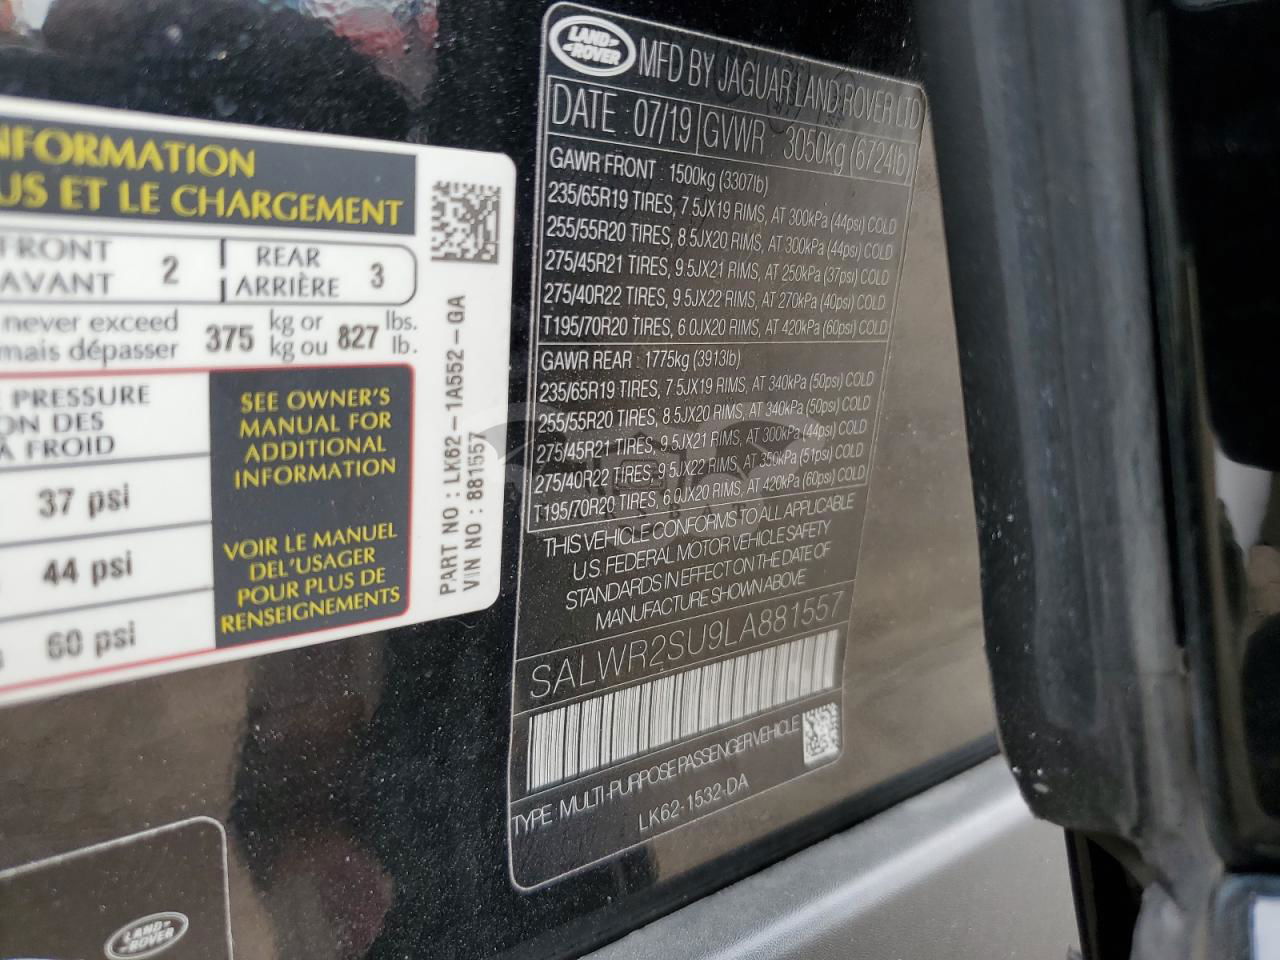 NFORMATION
US ET LE CHARGEMENT
FRONT 2 REAR 3
AVANT ARRIÈRE
never exceed 375 kg or 827 lbs.
mais dépasser kg ou lb.
PRESSURE
ON DES
À FROID
37 psi
44 psi
60 psi
SEE OWNER'S
MANUAL FOR
ADDITIONAL
INFORMATION
VOIR LE MANUEL
DEL'USAGER
POUR PLUS DE
RENSEIGNEMENTS
PART NO : LK62-1A552-GA
VIN NO : 881557
LAND-
-ROVER
LAND-
-ROVER
MFD BY JAGUAR LAND ROVER LTD
DATE : 07/19 GVWR : 3050kg (6724lb)
GAWR FRONT : 1500kg (3307lb)
235/65R19 TIRES, 7.5JX19 RIMS, AT 300kPa (44psi) COLD
255/55R20 TIRES, 8.5JX20 RIMS, AT 300kPa (44psi) COLD
275/45R21 TIRES, 9.5JX21 RIMS, AT 250kPa (37psi) COLD
275/40R22 TIRES, 9.5JX22 RIMS, AT 270kPa (40psi) COLD
T195/70R20 TIRES, 6.0JX20 RIMS, AT 420kPa (60psi) COLD
GAWR REAR : 1775kg (3913lb)
235/65R19 TIRES, 7.5JX19 RIMS, AT 340kPa (50psi) COLD
255/55R20 TIRES, 8.5JX20 RIMS, AT 340kPa (50psi) COLD
275/45R21 TIRES, 9.5JX21 RIMS, AT 300kPa (44psi) COLD
275/40R22 TIRES, 9.5JX22 RIMS, AT 350kPa (51psi) COLD
T195/70R20 TIRES, 6.0JX20 RIMS, AT 420kPa (60psi) COLD
THIS VEHICLE CONFORMS TO ALL APPLICABLE
U.S. FEDERAL MOTOR VEHICLE SAFETY
STANDARDS IN EFFECT ON THE DATE OF
MANUFACTURE SHOWN ABOVE
SALWR2SU9LA881557
TYPE: MULTI-PURPOSE PASSENGER VEHICLE
LK62-1532-DA